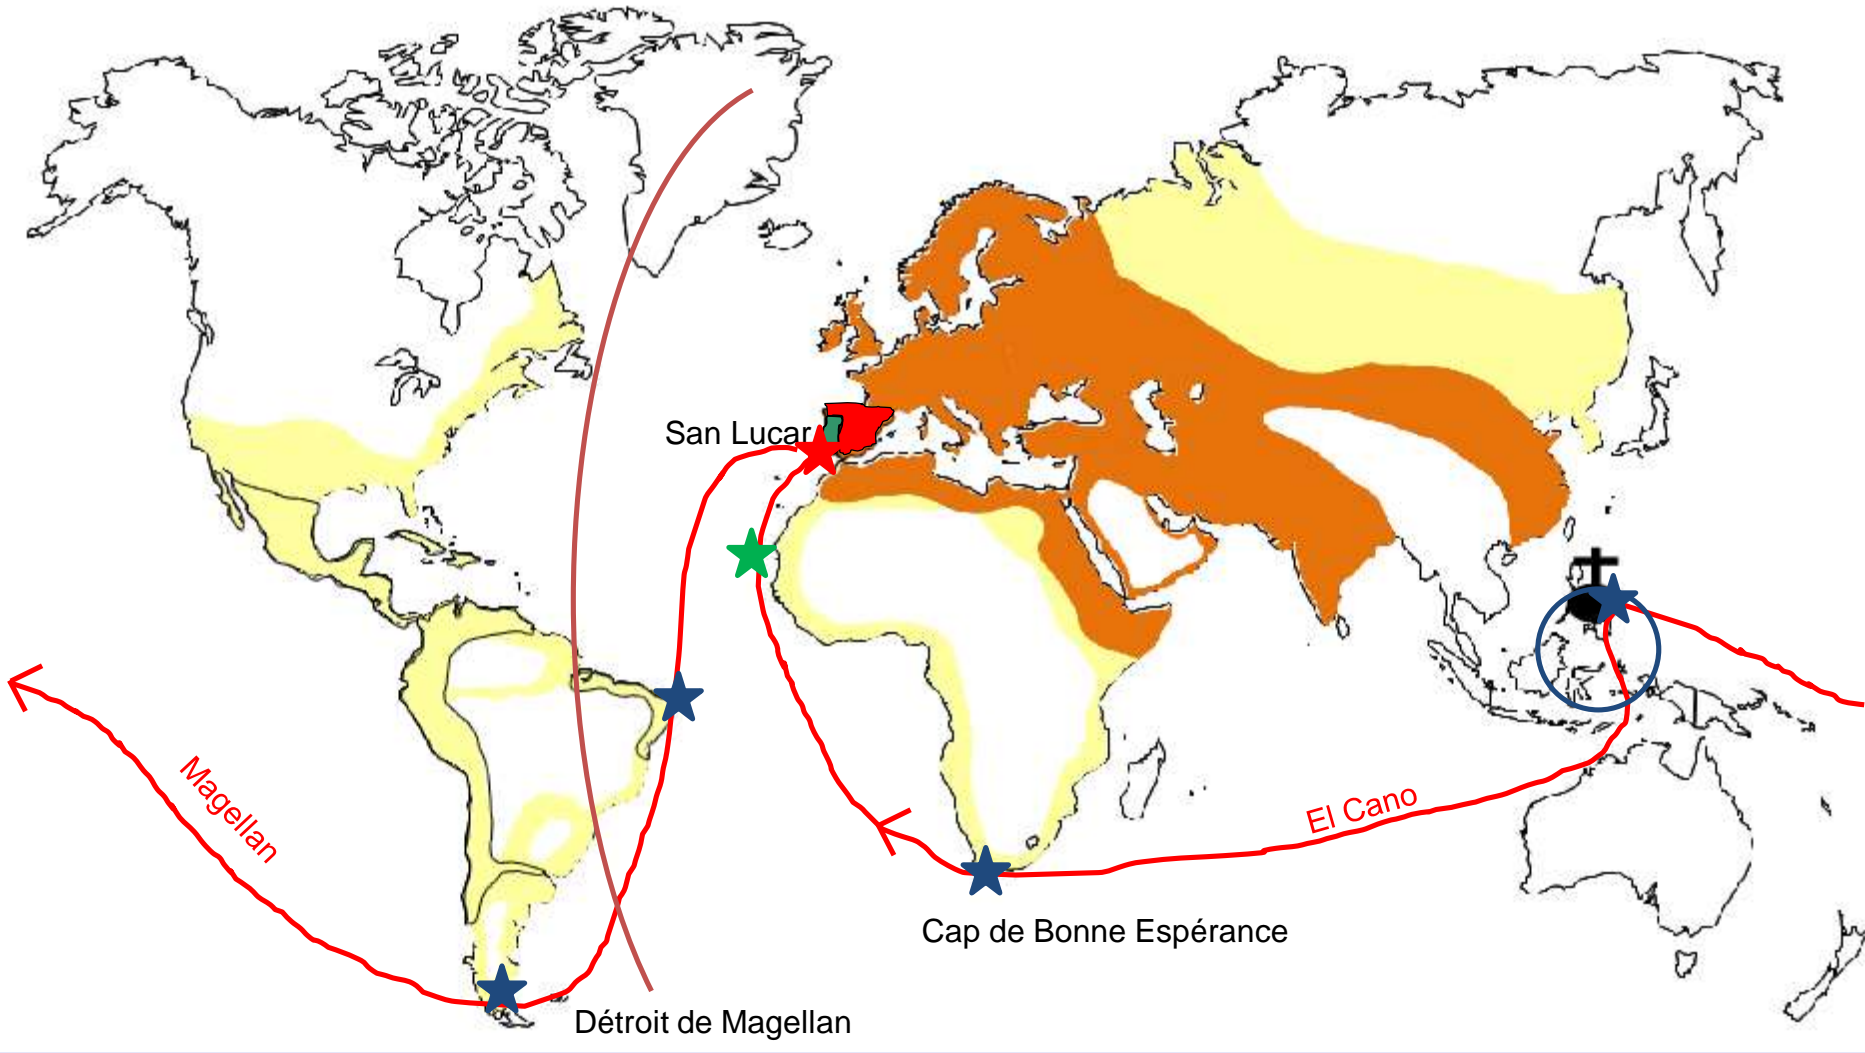 San Lucar
Magellan
El Cano
Cap de Bonne Espérance
Détroit de Magellan